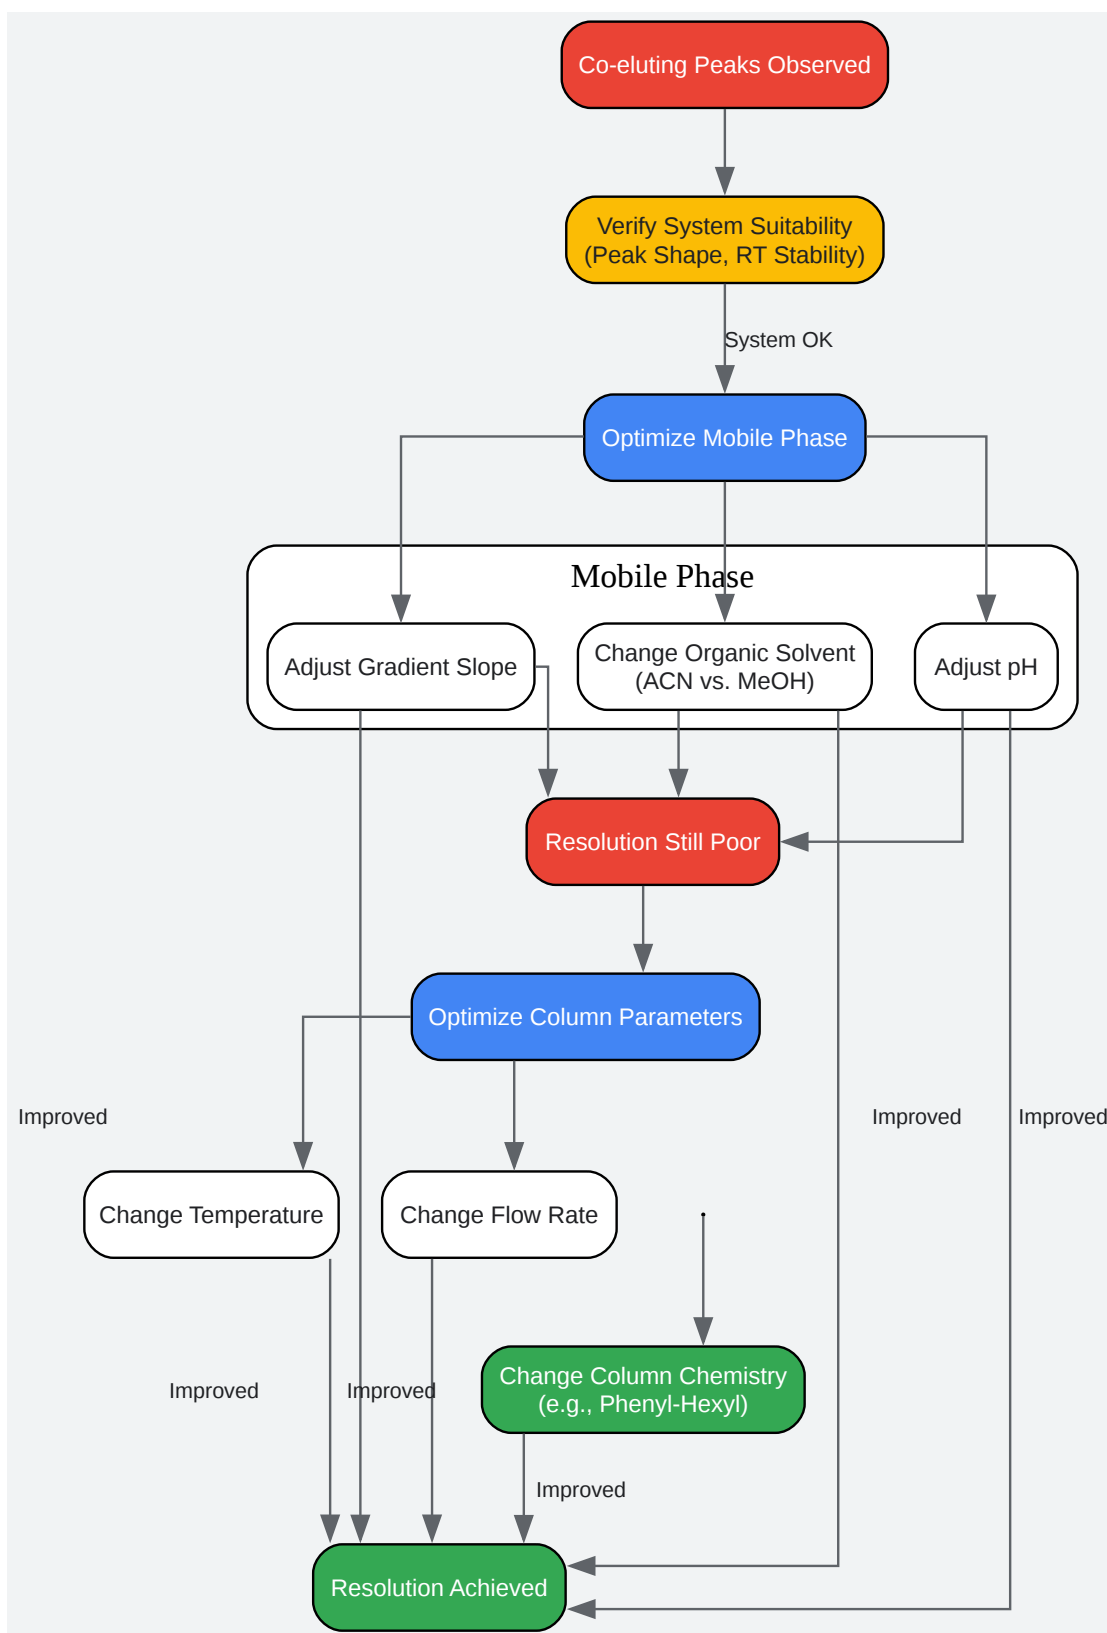 Co-eluting Peaks Observed
Verify System Suitability
(Peak Shape, RT Stability)
System OK
Optimize Mobile Phase
Mobile Phase
Adjust Gradient Slope
Change Organic Solvent
(ACN vs. MeOH)
Adjust pH
Resolution Still Poor
Optimize Column Parameters
Improved
Improved
Improved
Change Temperature
Change Flow Rate
Change Column Chemistry
(e.g., Phenyl-Hexyl)
Improved
Improved
Improved
Resolution Achieved